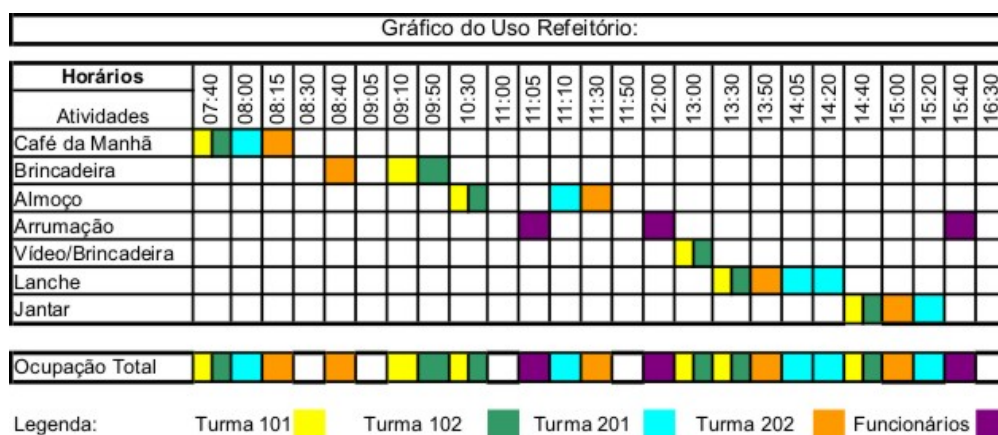 Gráfico do Uso Refeitório:
Horários 07:40 08:00 08:15 08:30 08:40 09:05 09:10 09:50 10:30 11:00 11:05 11:10 11:30 11:50 12:00 13:00 13:30 13:50 14:05 14:20 14:40 15:00 15:20 15:40 16:30
Atividades
Café da Manhã
Brincadeira
Almoço
Arrumação
Vídeo/Brincadeira
Lanche
Jantar
Ocupação Total
Legenda: Turma 101 Turma 102 Turma 201 Turma 202 Funcionários